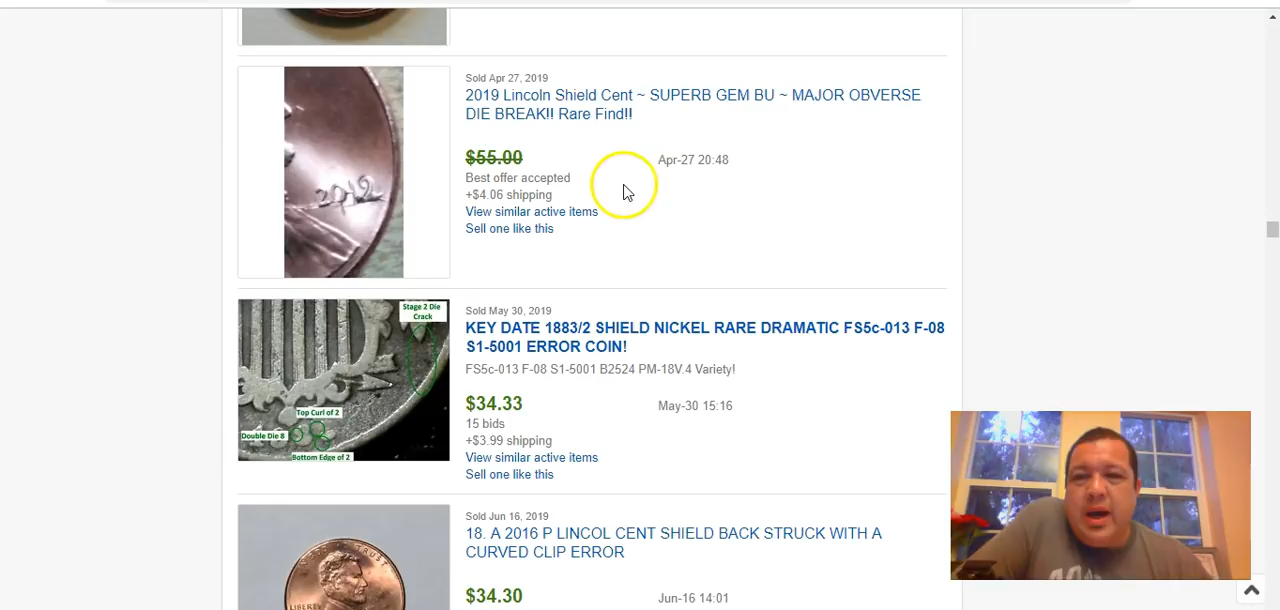 Sold Apr 27, 2019
2019 Lincoln Shield Cent ~ SUPERB GEM BU ~ MAJOR OBVERSE
DIE BREAK!! Rare Find!!
$55.00
Apr-27 20:48
Best offer accepted
+$4.06 shipping
View similar active items
Sell one like this
2019
Sold May 30, 2019
KEY DATE 1883/2 SHIELD NICKEL RARE DRAMATIC FS5c-013 F-08
S1-5001 ERROR COIN!
FS5c-013 F-08 S1-5001 B2524 PM-18V.4 Variety!
$34.33
May-30 15:16
15 bids
+$3.99 shipping
View similar active items
Sell one like this
Stage 2 Die
Crack
Top Curl of 2
Double Die 8
Bottom Edge of 2
Sold Jun 16, 2019
18. A 2016 P LINCOL CENT SHIELD BACK STRUCK WITH A
CURVED CLIP ERROR
$34.30
Jun-16 14:01
LIBERTY